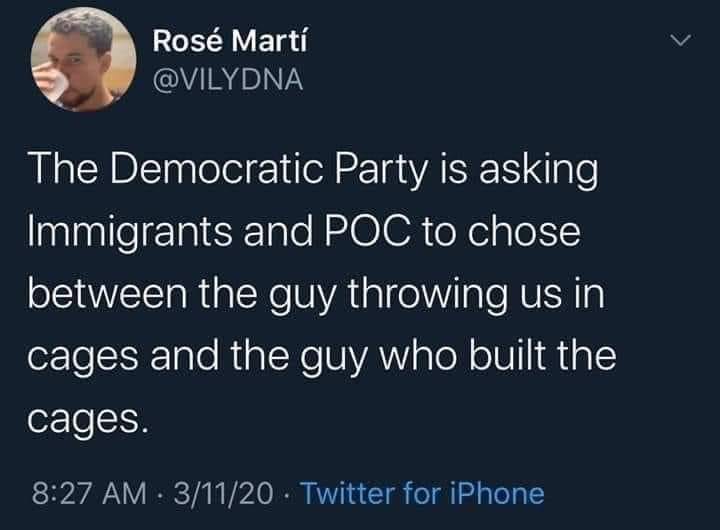 Rosé Martí
@VILYDNA
The Democratic Party is asking
Immigrants and POC to chose
between the guy throwing us in
cages and the guy who built the
cages.
8:27 AM · 3/11/20 · Twitter for iPhone